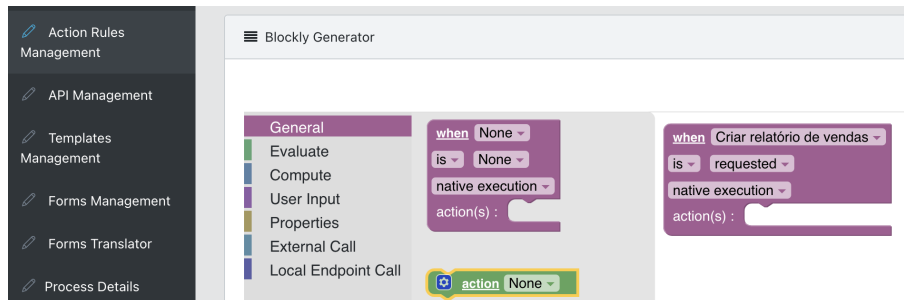 Action Rules
Management
API Management
Templates
Management
Forms Management
Forms Translator
Process Details
Blockly Generator
General
Evaluate
Compute
User Input
Properties
External Call
Local Endpoint Call
when None
is None
native execution
action(s) :
action None
when Criar relatório de vendas
is requested
native execution
action(s) :